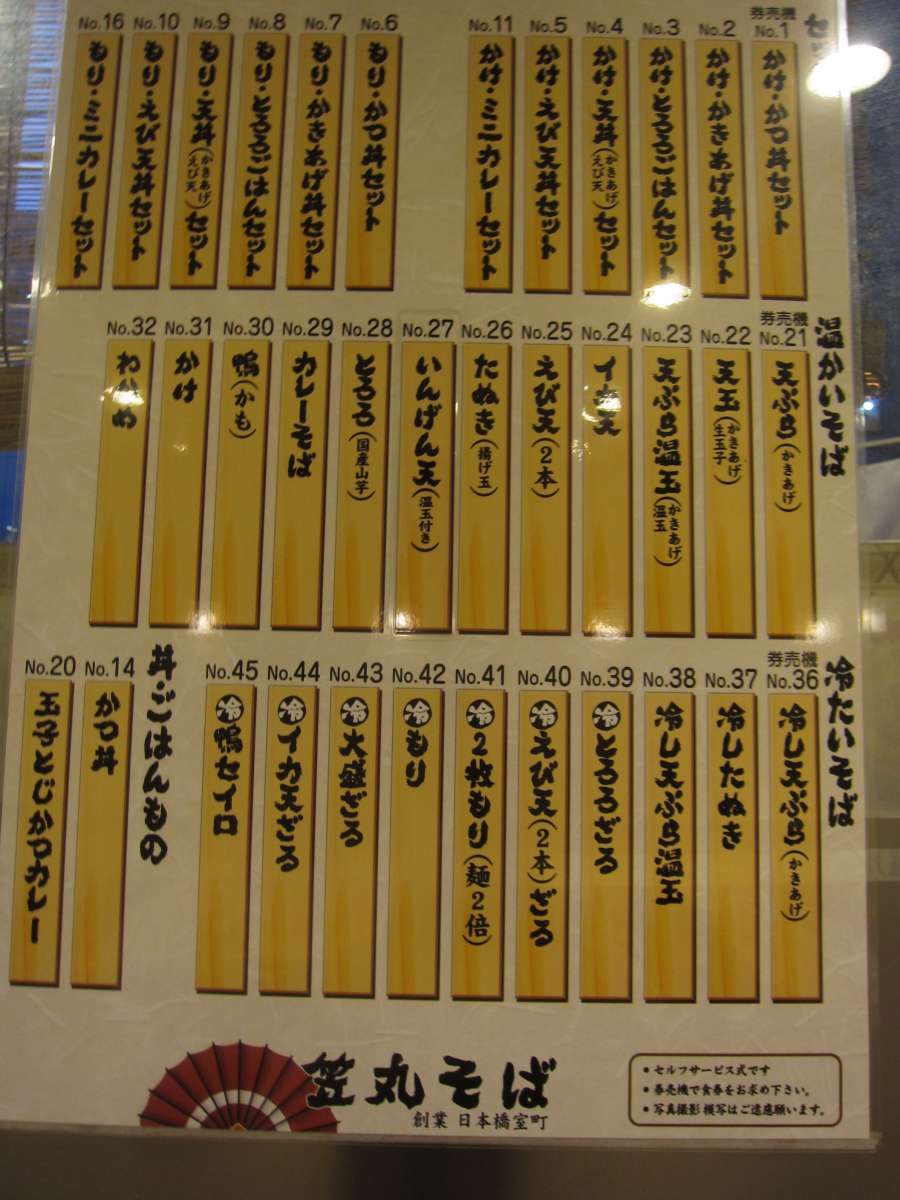 セッ
券売機
No.1
かけ・かつ丼セット
No.2
かけ・かきあげ丼セット
No.3
かけ・とろろごはんセット
No.4
かけ・天丼(かきあげ えび天)セット
No.5
かけ・えび天丼セット
No.11
かけ・ミニカレーセット
No.6
もり・かつ丼セット
No.7
もり・かきあげ丼セット
No.8
もり・とろろごはんセット
No.9
もり・天丼(かきあげ えび天)セット
No.10
もり・えび天丼セット
No.16
もり・ミニカレーセット
温かいそば
券売機
No.21
天ぷら(かきあげ)
No.22
天玉(かきあげ 生玉子)
No.23
天ぷら温玉(かきあげ 温玉)
No.24
イカ天
No.25
えび天(2本)
No.26
たぬき(揚げ玉)
No.27
いんげん天(温玉付き)
No.28
とろろ(国産山芋)
No.29
カレーそば
No.30
鴨(かも)
No.31
かけ
No.32
わかめ
冷たいそば
券売機
No.36
冷し天ぷら(かきあげ)
No.37
冷したぬき
No.38
冷し天ぷら温玉
No.39
冷とろろざる
No.40
冷えび天(2本)ざる
No.41
冷2枚もり(麺2倍)
No.42
冷もり
No.43
冷大盛ざる
No.44
冷イカ天ざる
No.45
冷鴨セイロ
丼・ごはんもの
No.14
かつ丼
No.20
玉子とじかつカレー
笠丸そば
創業 日本橋室町
・セルフサービス式です
・券売機で食券をお求め下さい。
・写真撮影 模写はご遠慮願います。